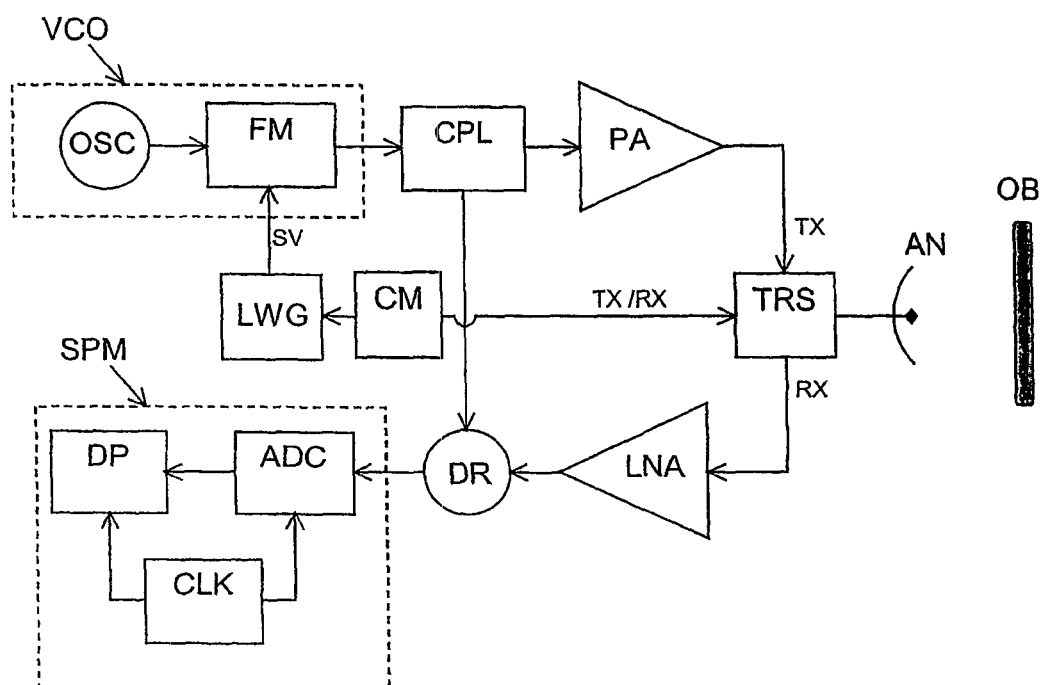 VCO
OSC
FM
CPL
PA
OB
TX
AN
SV
LWG
CM
TX /RX
TRS
SPM
RX
DP
ADC
DR
LNA
CLK